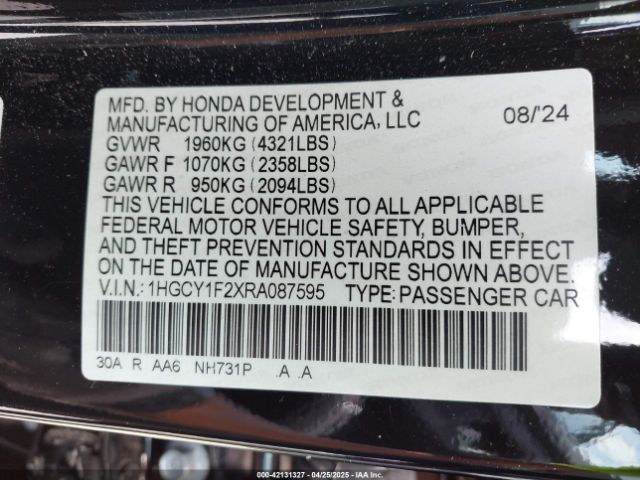 MFD. BY HONDA DEVELOPMENT &
MANUFACTURING OF AMERICA, LLC 08/'24
GVWR 1960KG (4321LBS)
GAWR F 1070KG (2358LBS)
GAWR R 950KG (2094LBS)
THIS VEHICLE CONFORMS TO ALL APPLICABLE
FEDERAL MOTOR VEHICLE SAFETY, BUMPER,
AND THEFT PREVENTION STANDARDS IN EFFECT
ON THE DATE OF MANUFACTURE SHOWN ABOVE.
V.I.N.: 1HGCY1F2XRA087595 TYPE: PASSENGER CAR
30A R AA6 NH731P .A .A
000-42131327 - 04/25/2025 - IAA Inc.